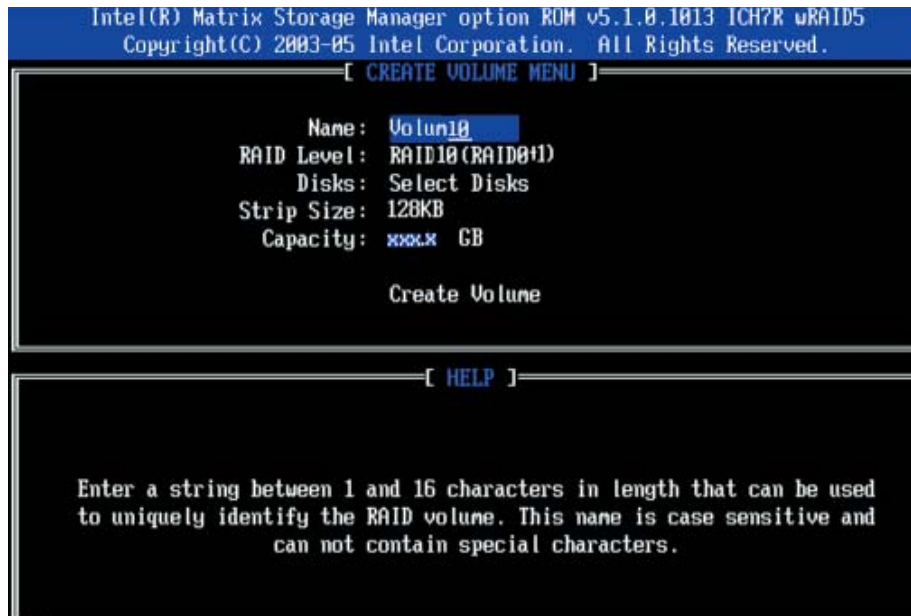 Intel(R) Matrix Storage Manager option ROM v5.1.0.1013 ICH7R wRAID5
Copyright(C) 2003-05 Intel Corporation. All Rights Reserved.
[ CREATE VOLUME MENU ]
Name: Volum10
RAID Level: RAID10(RAID0+1)
Disks: Select Disks
Strip Size: 128KB
Capacity: xxx.x GB
Create Volume
[ HELP ]
Enter a string between 1 and 16 characters in length that can be used
to uniquely identify the RAID volume. This name is case sensitive and
can not contain special characters.